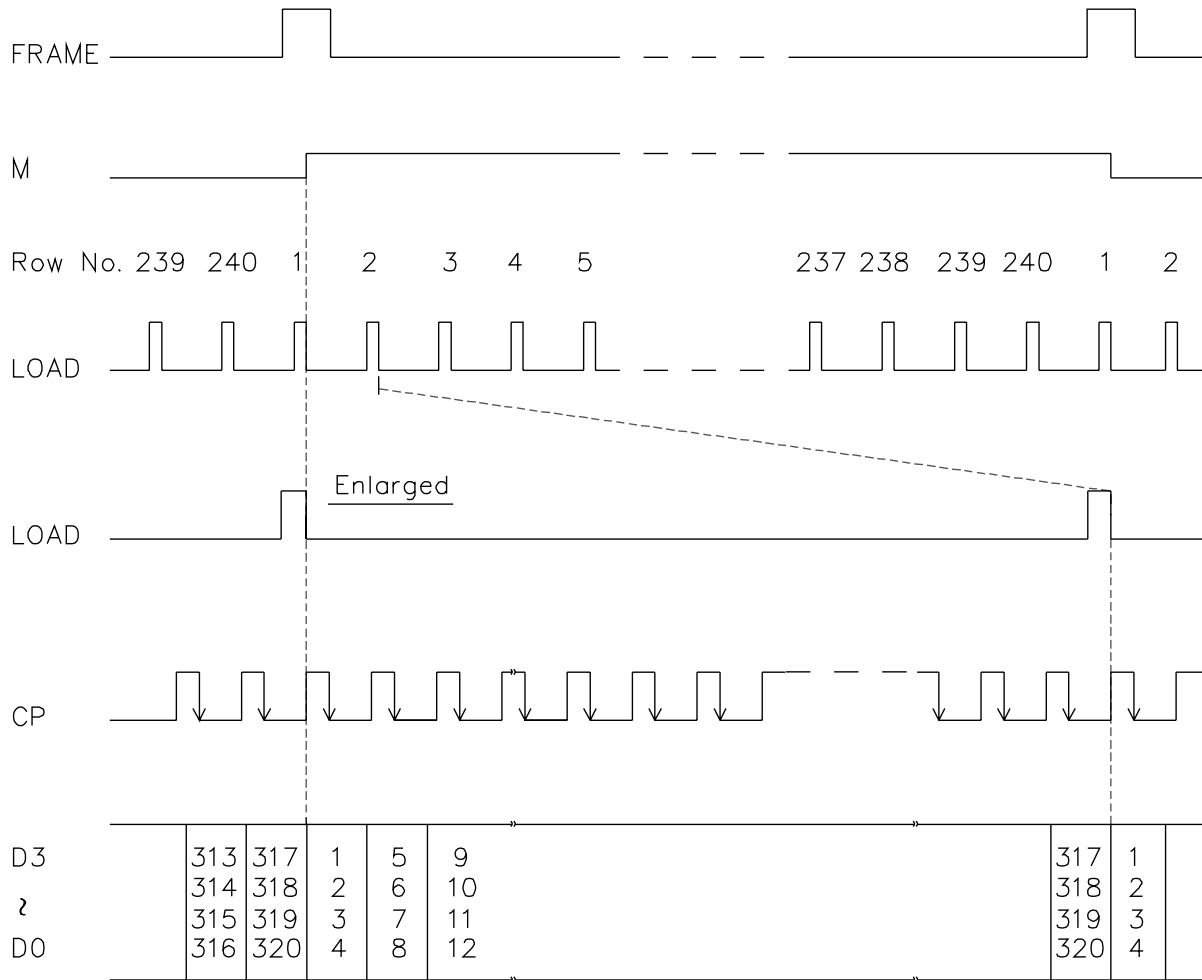 FRAME
M
Row No. 239 240 1 2 3 4 5 237 238 239 240 1 2
LOAD
Enlarged
LOAD
CP
D3 313 317 1 5 9 317 1
314 318 2 6 10 318 2
~ 315 319 3 7 11 319 3
D0 316 320 4 8 12 320 4